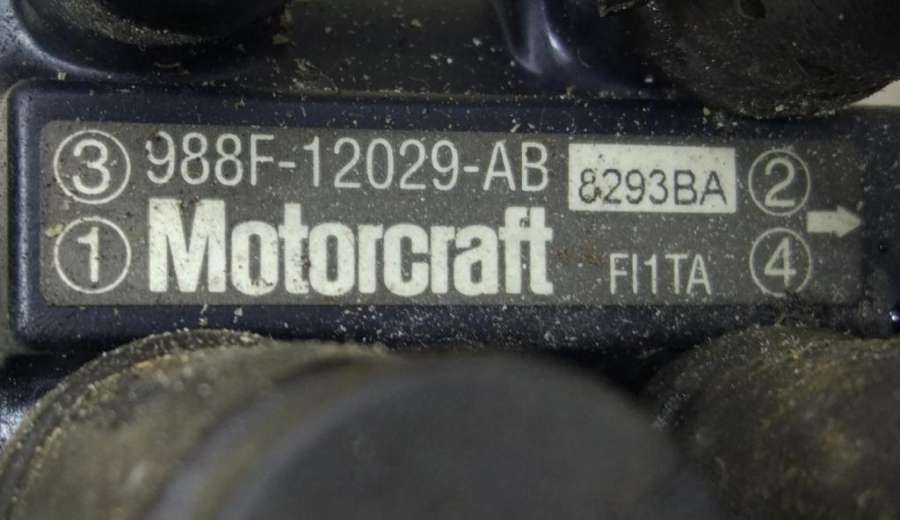 ③ 988F-12029-AB 8293BA ②
① Motorcraft FI1TA ④